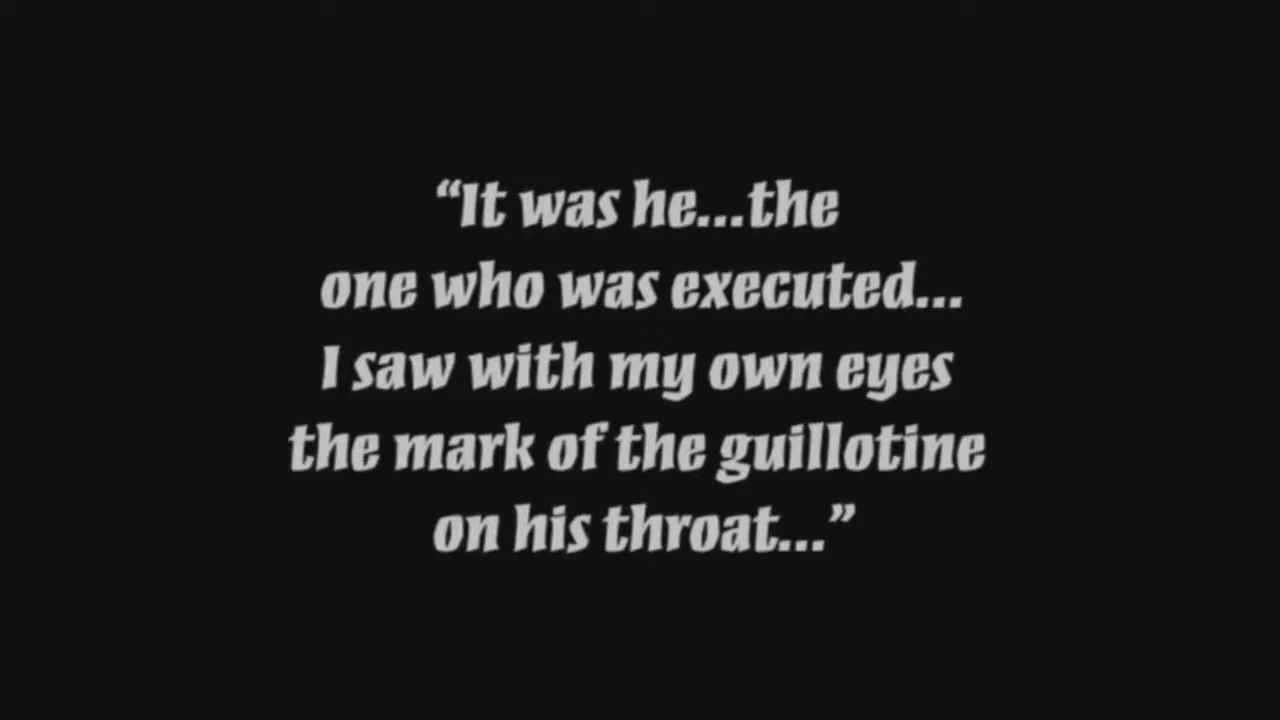 “It was he...the
one who was executed...
I saw with my own eyes
the mark of the guillotine
on his throat...”